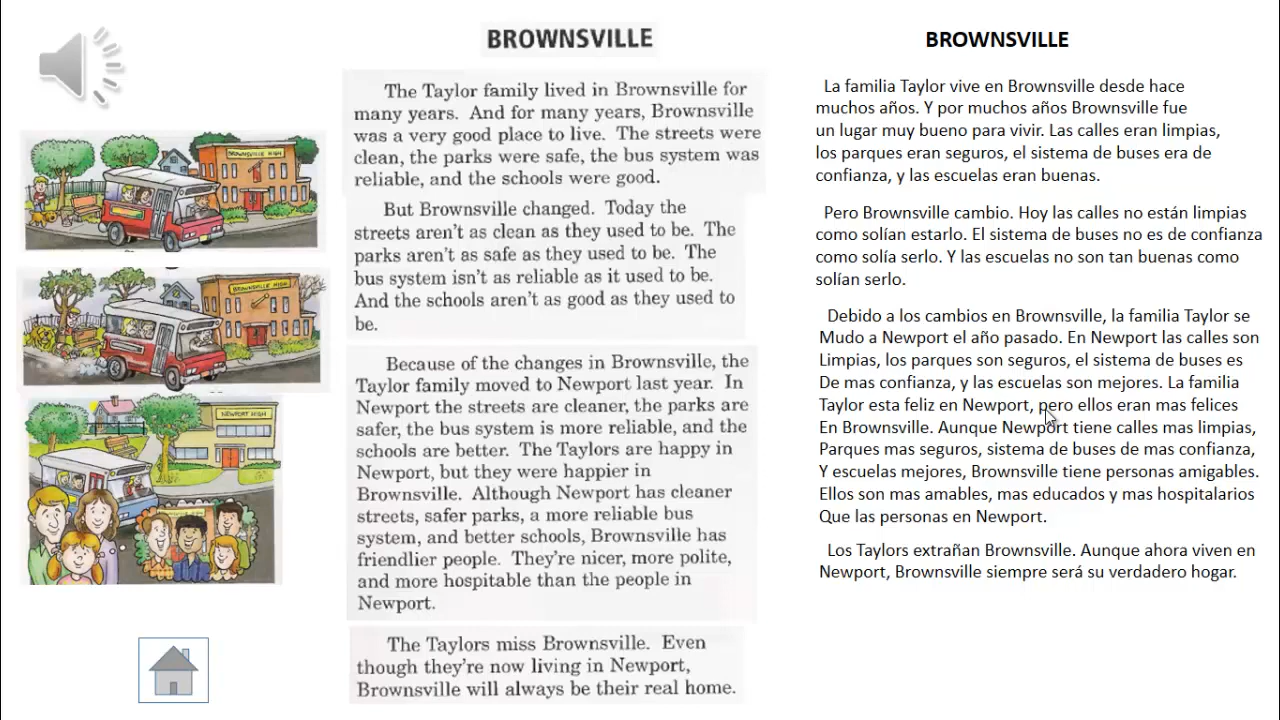 BROWNSVILLE
The Taylor family lived in Brownsville for
many years. And for many years, Brownsville
was a very good place to live. The streets were
clean, the parks were safe, the bus system was
reliable, and the schools were good.
But Brownsville changed. Today the
streets aren't as clean as they used to be. The
parks aren't as safe as they used to be. The
bus system isn't as reliable as it used to be.
And the schools aren't as good as they used to
be.
Because of the changes in Brownsville, the
Taylor family moved to Newport last year. In
Newport the streets are cleaner, the parks are
safer, the bus system is more reliable, and the
schools are better. The Taylors are happy in
Newport, but they were happier in
Brownsville. Although Newport has cleaner
streets, safer parks, a more reliable bus
system, and better schools, Brownsville has
friendlier people. They're nicer, more polite,
and more hospitable than the people in
Newport.
The Taylors miss Brownsville. Even
though they're now living in Newport,
Brownsville will always be their real home.
BROWNSVILLE
La familia Taylor vive en Brownsville desde hace
muchos años. Y por muchos años Brownsville fue
un lugar muy bueno para vivir. Las calles eran limpias,
los parques eran seguros, el sistema de buses era de
confianza, y las escuelas eran buenas.
Pero Brownsville cambio. Hoy las calles no están limpias
como solían estarlo. El sistema de buses no es de confianza
como solía serlo. Y las escuelas no son tan buenas como
solían serlo.
Debido a los cambios en Brownsville, la familia Taylor se
Mudo a Newport el año pasado. En Newport las calles son
Limpias, los parques son seguros, el sistema de buses es
De mas confianza, y las escuelas son mejores. La familia
Taylor esta feliz en Newport, pero ellos eran mas felices
En Brownsville. Aunque Newport tiene calles mas limpias,
Parques mas seguros, sistema de buses de mas confianza,
Y escuelas mejores, Brownsville tiene personas amigables.
Ellos son mas amables, mas educados y mas hospitalarios
Que las personas en Newport.
Los Taylors extrañan Brownsville. Aunque ahora viven en
Newport, Brownsville siempre será su verdadero hogar.
BROWNSVILLE HIGH
BROWNSVILLE HIGH
NEWPORT HIGH